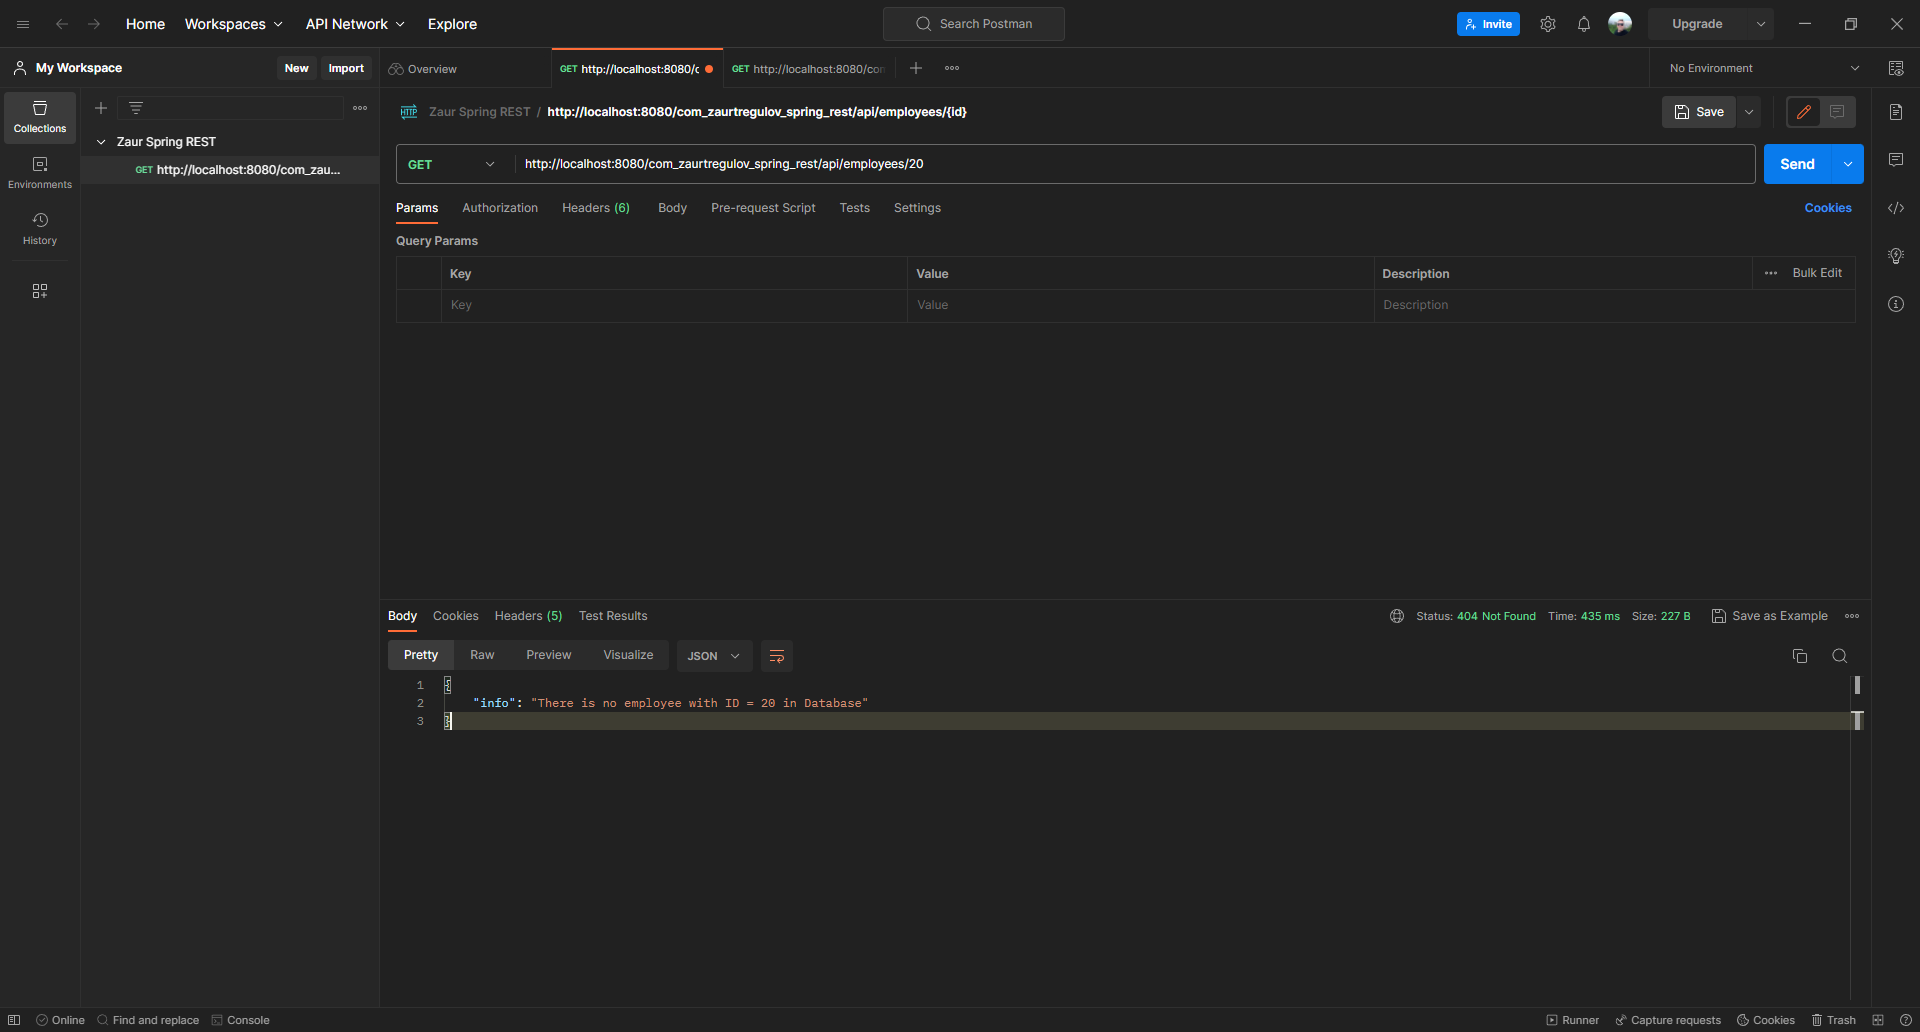 Home Workspaces API Network Explore Search Postman Invite Upgrade
My Workspace New Import Overview GET http://localhost:8080/c GET http://localhost:8080/con No Environment
Zaur Spring REST / http://localhost:8080/com_zaurtregulov_spring_rest/api/employees/{id} Save
Collections
Environments
History
Zaur Spring REST
GET http://localhost:8080/com_zau...
GET http://localhost:8080/com_zaurtregulov_spring_rest/api/employees/20 Send
Params Authorization Headers (6) Body Pre-request Script Tests Settings Cookies
Query Params
Key Value Description Bulk Edit
Key Value Description
Body Cookies Headers (5) Test Results Status: 404 Not Found Time: 435 ms Size: 227 B Save as Example
Pretty Raw Preview Visualize JSON
1 {
2 "info": "There is no employee with ID = 20 in Database"
3 }
Online Find and replace Console Runner Capture requests Cookies Trash